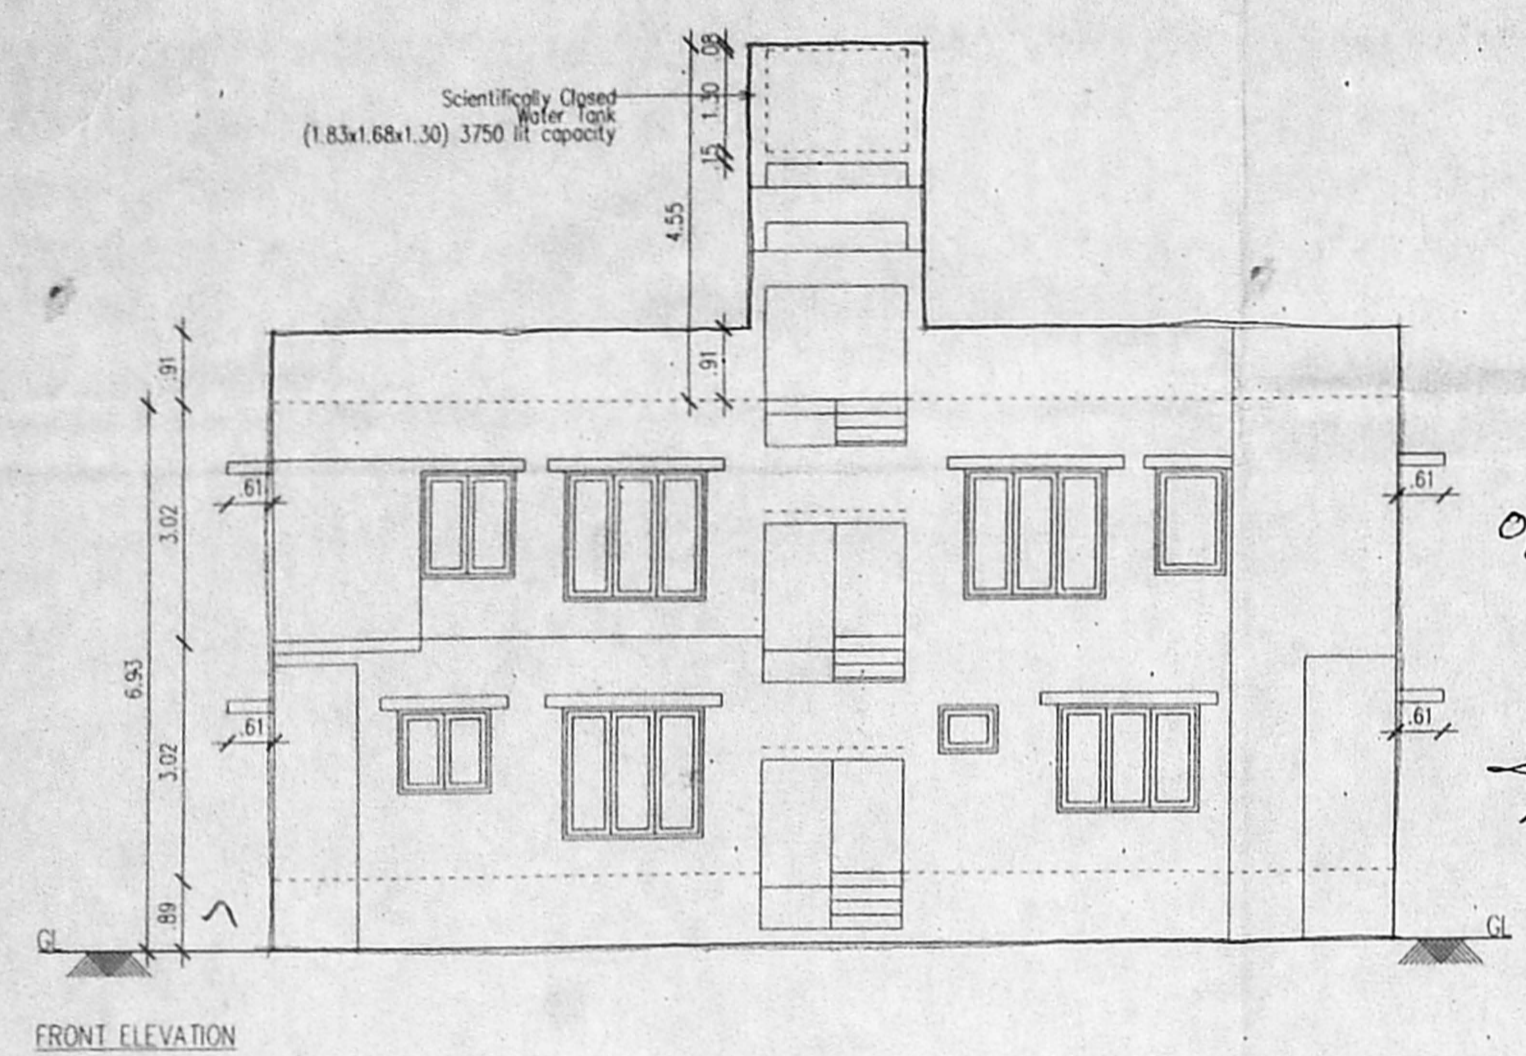 .08
Scientifically Closed
Water Tank
(1.83x1.68x1.30) 3750 lit capacity
1.30
.15
4.55
.91
.91
.61
.61
3.02
6.93
.61
.61
3.02
.89
GL
GL
FRONT ELEVATION